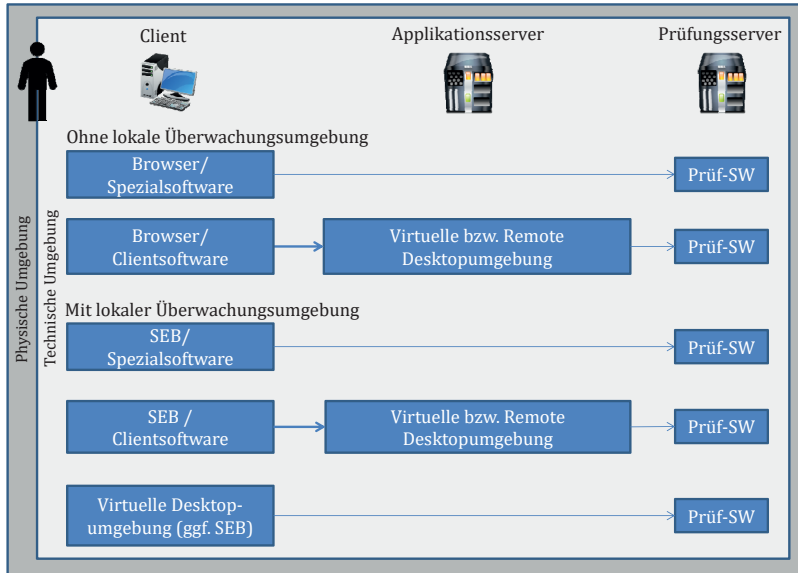 Client
Applikationsserver
Prüfungsserver
Ohne lokale Überwachungsumgebung
Browser/
Spezialsoftware
Prüf-SW
Browser/
Clientsoftware
Virtuelle bzw. Remote
Desktopumgebung
Prüf-SW
Mit lokaler Überwachungsumgebung
SEB/
Spezialsoftware
Prüf-SW
SEB /
Clientsoftware
Virtuelle bzw. Remote
Desktopumgebung
Prüf-SW
Virtuelle Desktop-
umgebung (ggf. SEB)
Prüf-SW
Physische Umgebung
Technische Umgebung